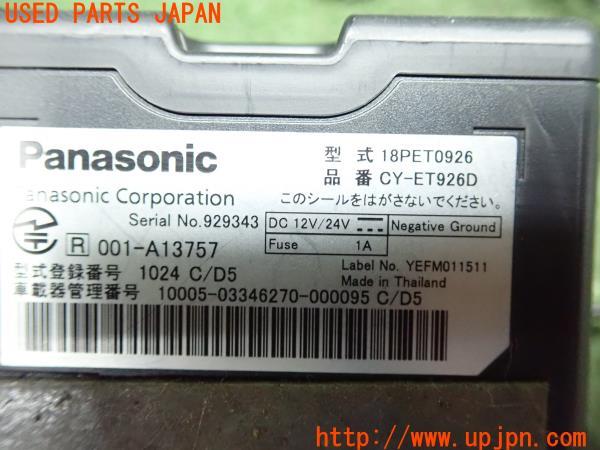 USED PARTS JAPAN
Panasonic
型 式 18PET0926
品 番 CY-ET926D
Panasonic Corporation
このシールをはがさないでください。
Serial No.929343
DC 12V/24V
Negative Ground
Fuse 1A
R 001-A13757
Label No. YEFM011511
Made in Thailand
型式登録番号 1024 C/D5
車載器管理番号 10005-03346270-000095 C/D5
http:// www.upjpn.com